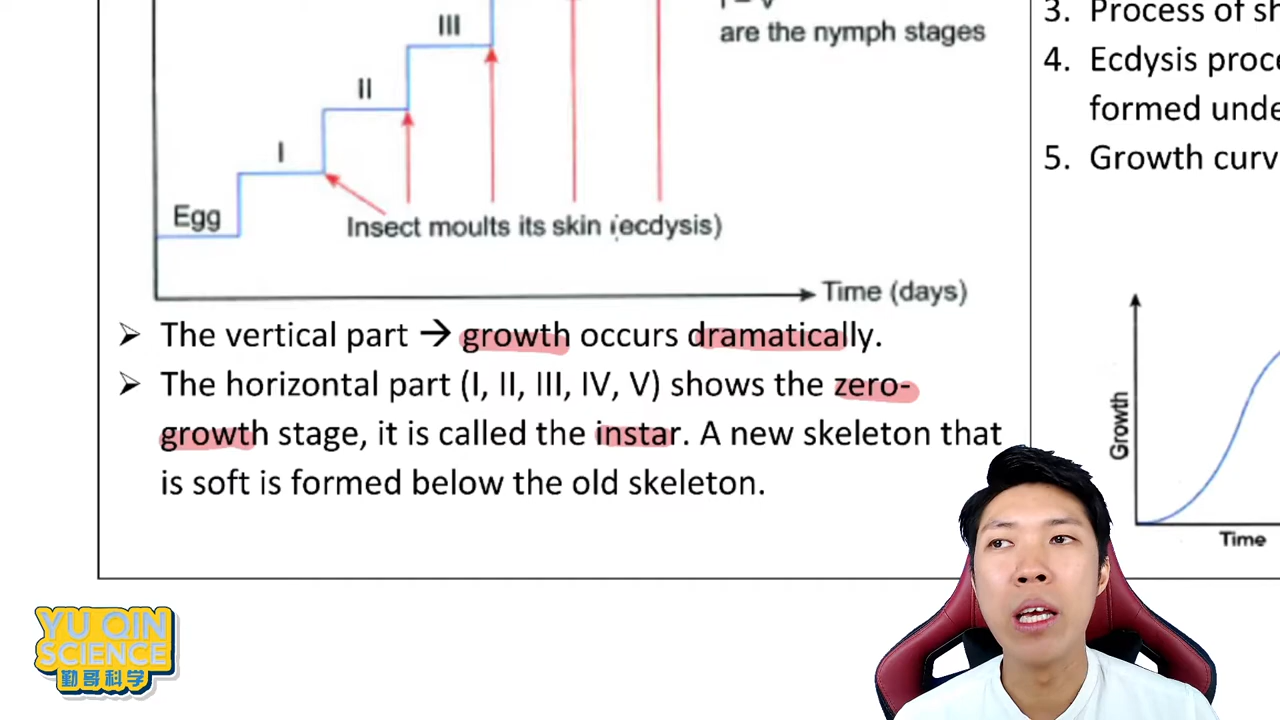 III
are the nymph stages
II
I
Egg
Insect moults its skin (ecdysis)
Time (days)
➢ The vertical part → growth occurs dramatically.
➢ The horizontal part (I, II, III, IV, V) shows the zero-
growth stage, it is called the instar. A new skeleton that
is soft is formed below the old skeleton.
3. Process of sh
4. Ecdysis proce
formed unde
5. Growth curv
Growth
Time
YU QIN
SCIENCE
勤哥科学